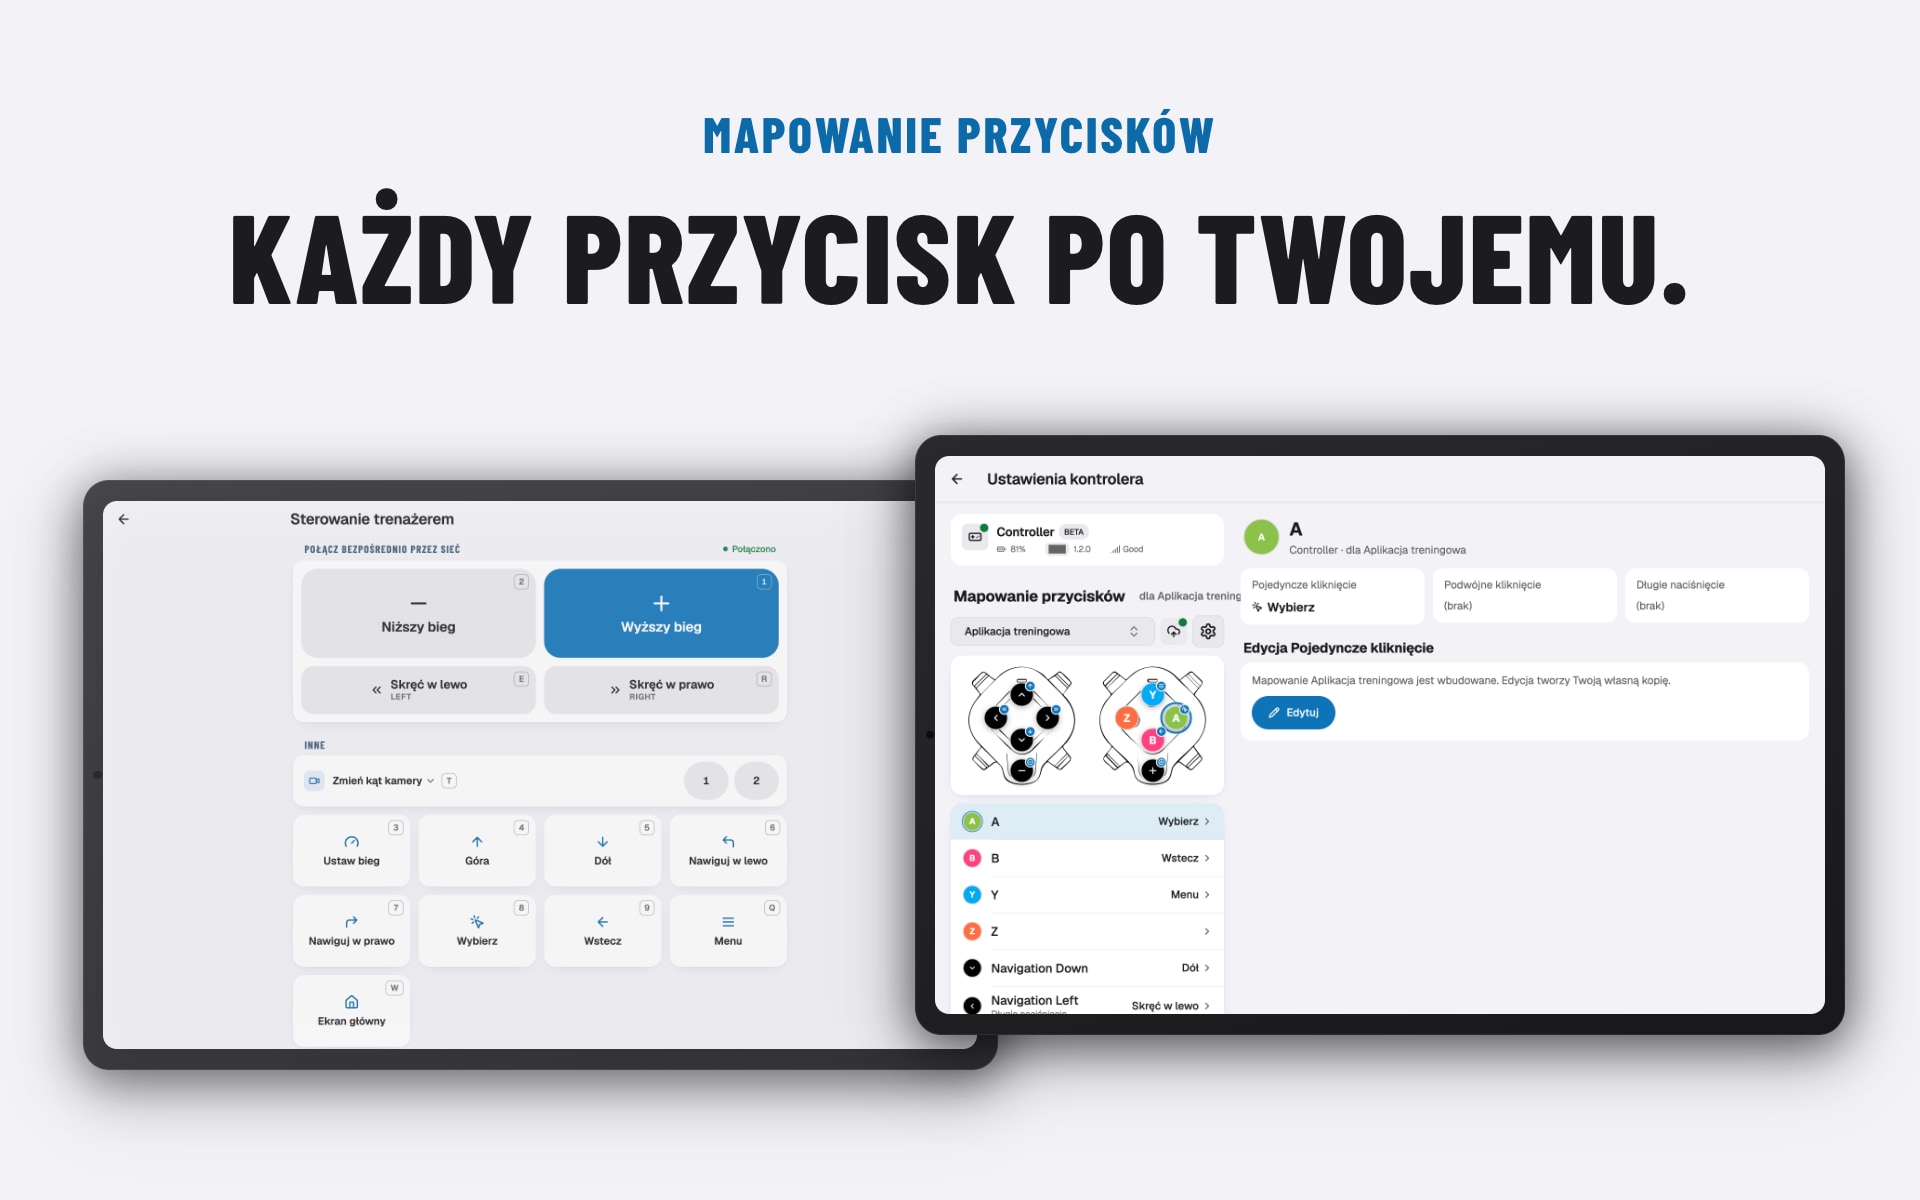 MAPOWANIE PRZYCISKÓW
KAŻDY PRZYCISK PO TWOJEMU.
Sterowanie trenażerem
POŁĄCZ BEZPOŚREDNIO PRZEZ SIEĆ
Połączono
2
Niższy bieg
1
Wyższy bieg
Skręć w lewo
LEFT
E
Skręć w prawo
RIGHT
R
INNE
Zmień kąt kamery
T
1
2
3
Ustaw bieg
4
Góra
5
Dół
6
Nawiguj w lewo
7
Nawiguj w prawo
8
Wybierz
9
Wstecz
Q
Menu
W
Ekran główny
Ustawienia kontrolera
Controller BETA
81% 1.2.0 Good
Mapowanie przycisków dla Aplikacja trening
Aplikacja treningowa
Y
Z
A
B
A A Wybierz
B B Wstecz
Y Y Menu
Z Z
Navigation Down Dół
Navigation Left Skręć w lewo
A
A
Controller · dla Aplikacja treningowa
Pojedyncze kliknięcie
Wybierz
Podwójne kliknięcie
(brak)
Długie naciśnięcie
(brak)
Edycja Pojedyncze kliknięcie
Mapowanie Aplikacja treningowa jest wbudowane. Edycja tworzy Twoją własną kopię.
Edytuj